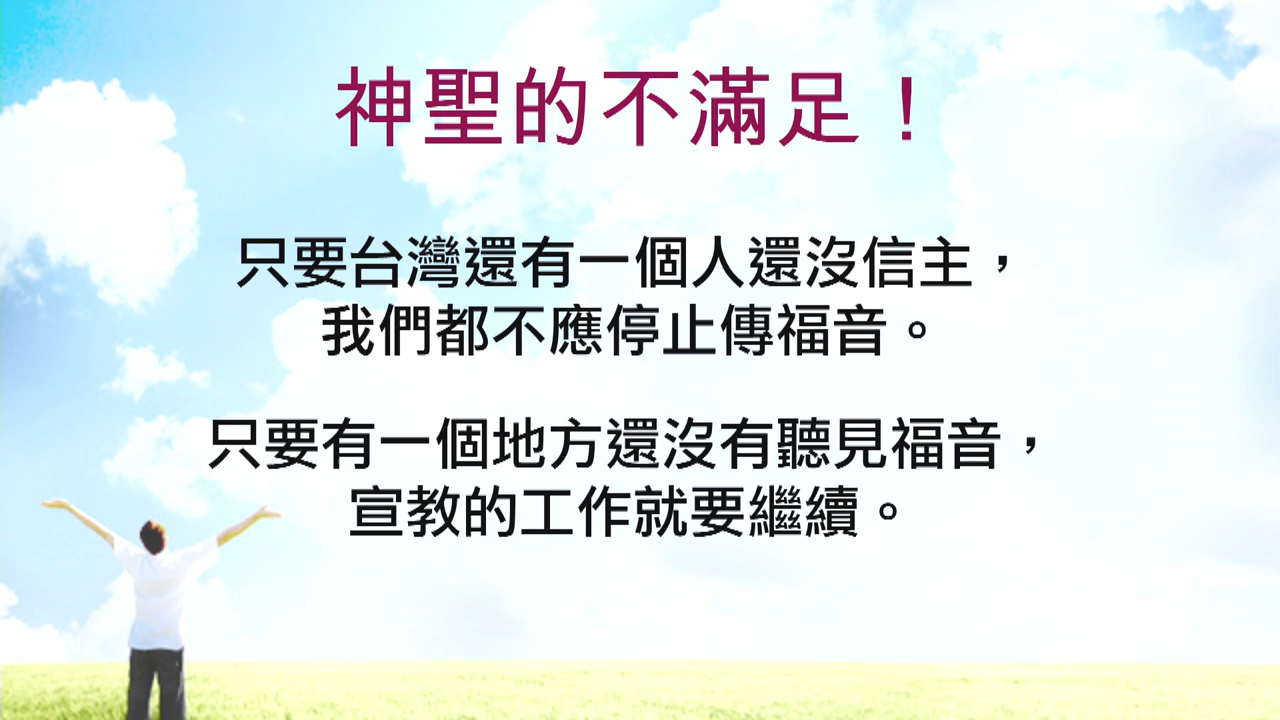 神聖的不滿足！
只要台灣還有一個人還沒信主，
我們都不應停止傳福音。
只要有一個地方還沒有聽見福音，
宣教的工作就要繼續。